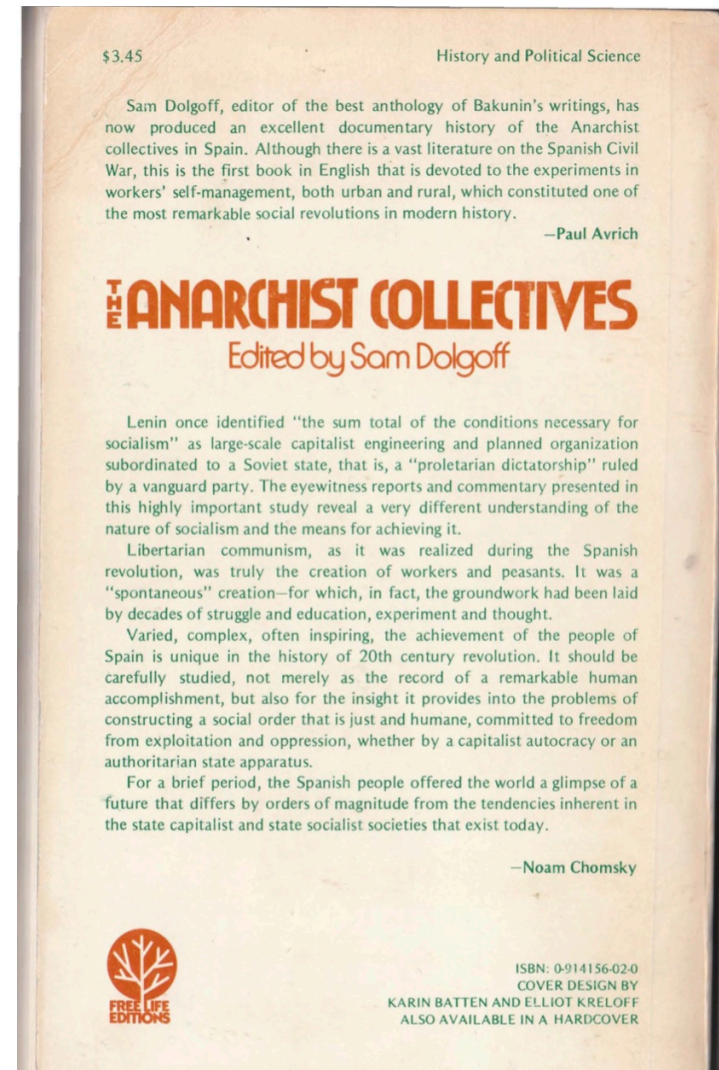 $3.45 History and Political Science
Sam Dolgoff, editor of the best anthology of Bakunin's writings, has
now produced an excellent documentary history of the Anarchist
collectives in Spain. Although there is a vast literature on the Spanish Civil
War, this is the first book in English that is devoted to the experiments in
workers' self-management, both urban and rural, which constituted one of
the most remarkable social revolutions in modern history.
—Paul Avrich
THE ANARCHIST COLLECTIVES
Edited by Sam Dolgoff
Lenin once identified "the sum total of the conditions necessary for
socialism" as large-scale capitalist engineering and planned organization
subordinated to a Soviet state, that is, a "proletarian dictatorship" ruled
by a vanguard party. The eyewitness reports and commentary presented in
this highly important study reveal a very different understanding of the
nature of socialism and the means for achieving it.
Libertarian communism, as it was realized during the Spanish
revolution, was truly the creation of workers and peasants. It was a
"spontaneous" creation—for which, in fact, the groundwork had been laid
by decades of struggle and education, experiment and thought.
Varied, complex, often inspiring, the achievement of the people of
Spain is unique in the history of 20th century revolution. It should be
carefully studied, not merely as the record of a remarkable human
accomplishment, but also for the insight it provides into the problems of
constructing a social order that is just and humane, committed to freedom
from exploitation and oppression, whether by a capitalist autocracy or an
authoritarian state apparatus.
For a brief period, the Spanish people offered the world a glimpse of a
future that differs by orders of magnitude from the tendencies inherent in
the state capitalist and state socialist societies that exist today.
—Noam Chomsky
FREE LIFE
EDITIONS
ISBN: 0-914156-02-0
COVER DESIGN BY
KARIN BATTEN AND ELLIOT KRELOFF
ALSO AVAILABLE IN A HARDCOVER